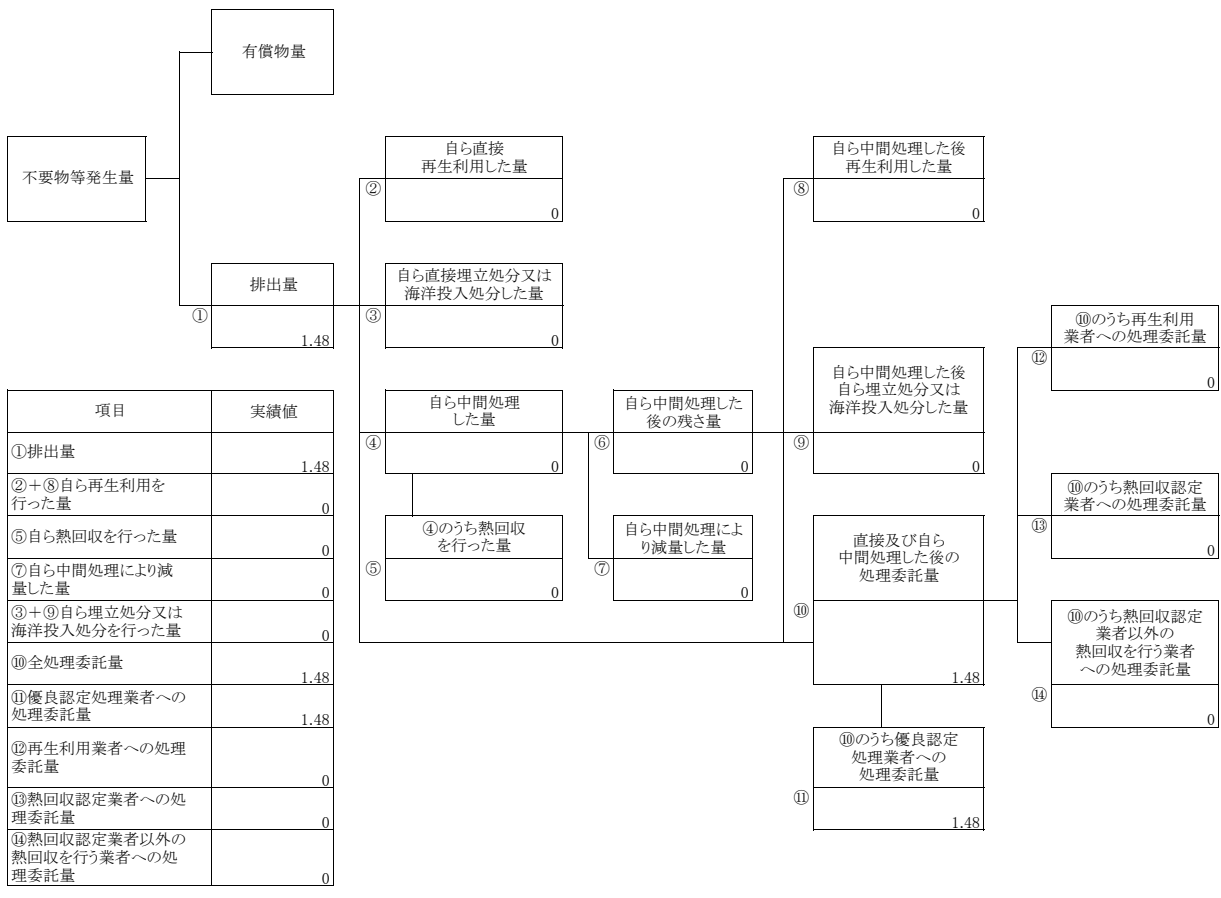 有償物量
不要物等発生量
自ら直接
再生利用した量
②
0
自ら中間処理した後
再生利用した量
⑧
0
排出量
①
1.48
自ら直接埋立処分又は
海洋投入処分した量
③
0
自ら中間処理
した量
④
0
自ら中間処理した
後の残さ量
⑥
0
自ら中間処理した後
自ら埋立処分又は
海洋投入処分した量
⑨
0
⑩のうち再生利用
業者への処理委託量
⑫
0
④のうち熱回収
を行った量
⑤
0
自ら中間処理によ
り減量した量
⑦
0
直接及び自ら
中間処理した後の
処理委託量
⑩
1.48
⑩のうち熱回収認定
業者への処理委託量
⑬
0
⑩のうち熱回収認定
業者以外の
熱回収を行う業者
への処理委託量
⑭
0
⑩のうち優良認定
処理業者への
処理委託量
⑪
1.48
項目 実績値
①排出量
1.48
②+⑧自ら再生利用を
行った量
0
⑤自ら熱回収を行った量
0
⑦自ら中間処理により減
量した量
0
③+⑨自ら埋立処分又は
海洋投入処分を行った量
0
⑩全処理委託量
1.48
⑪優良認定処理業者への
処理委託量
1.48
⑫再生利用業者への処理
委託量
0
⑬熱回収認定業者への処
理委託量
0
⑭熱回収認定業者以外の
熱回収を行う業者への処
理委託量
0